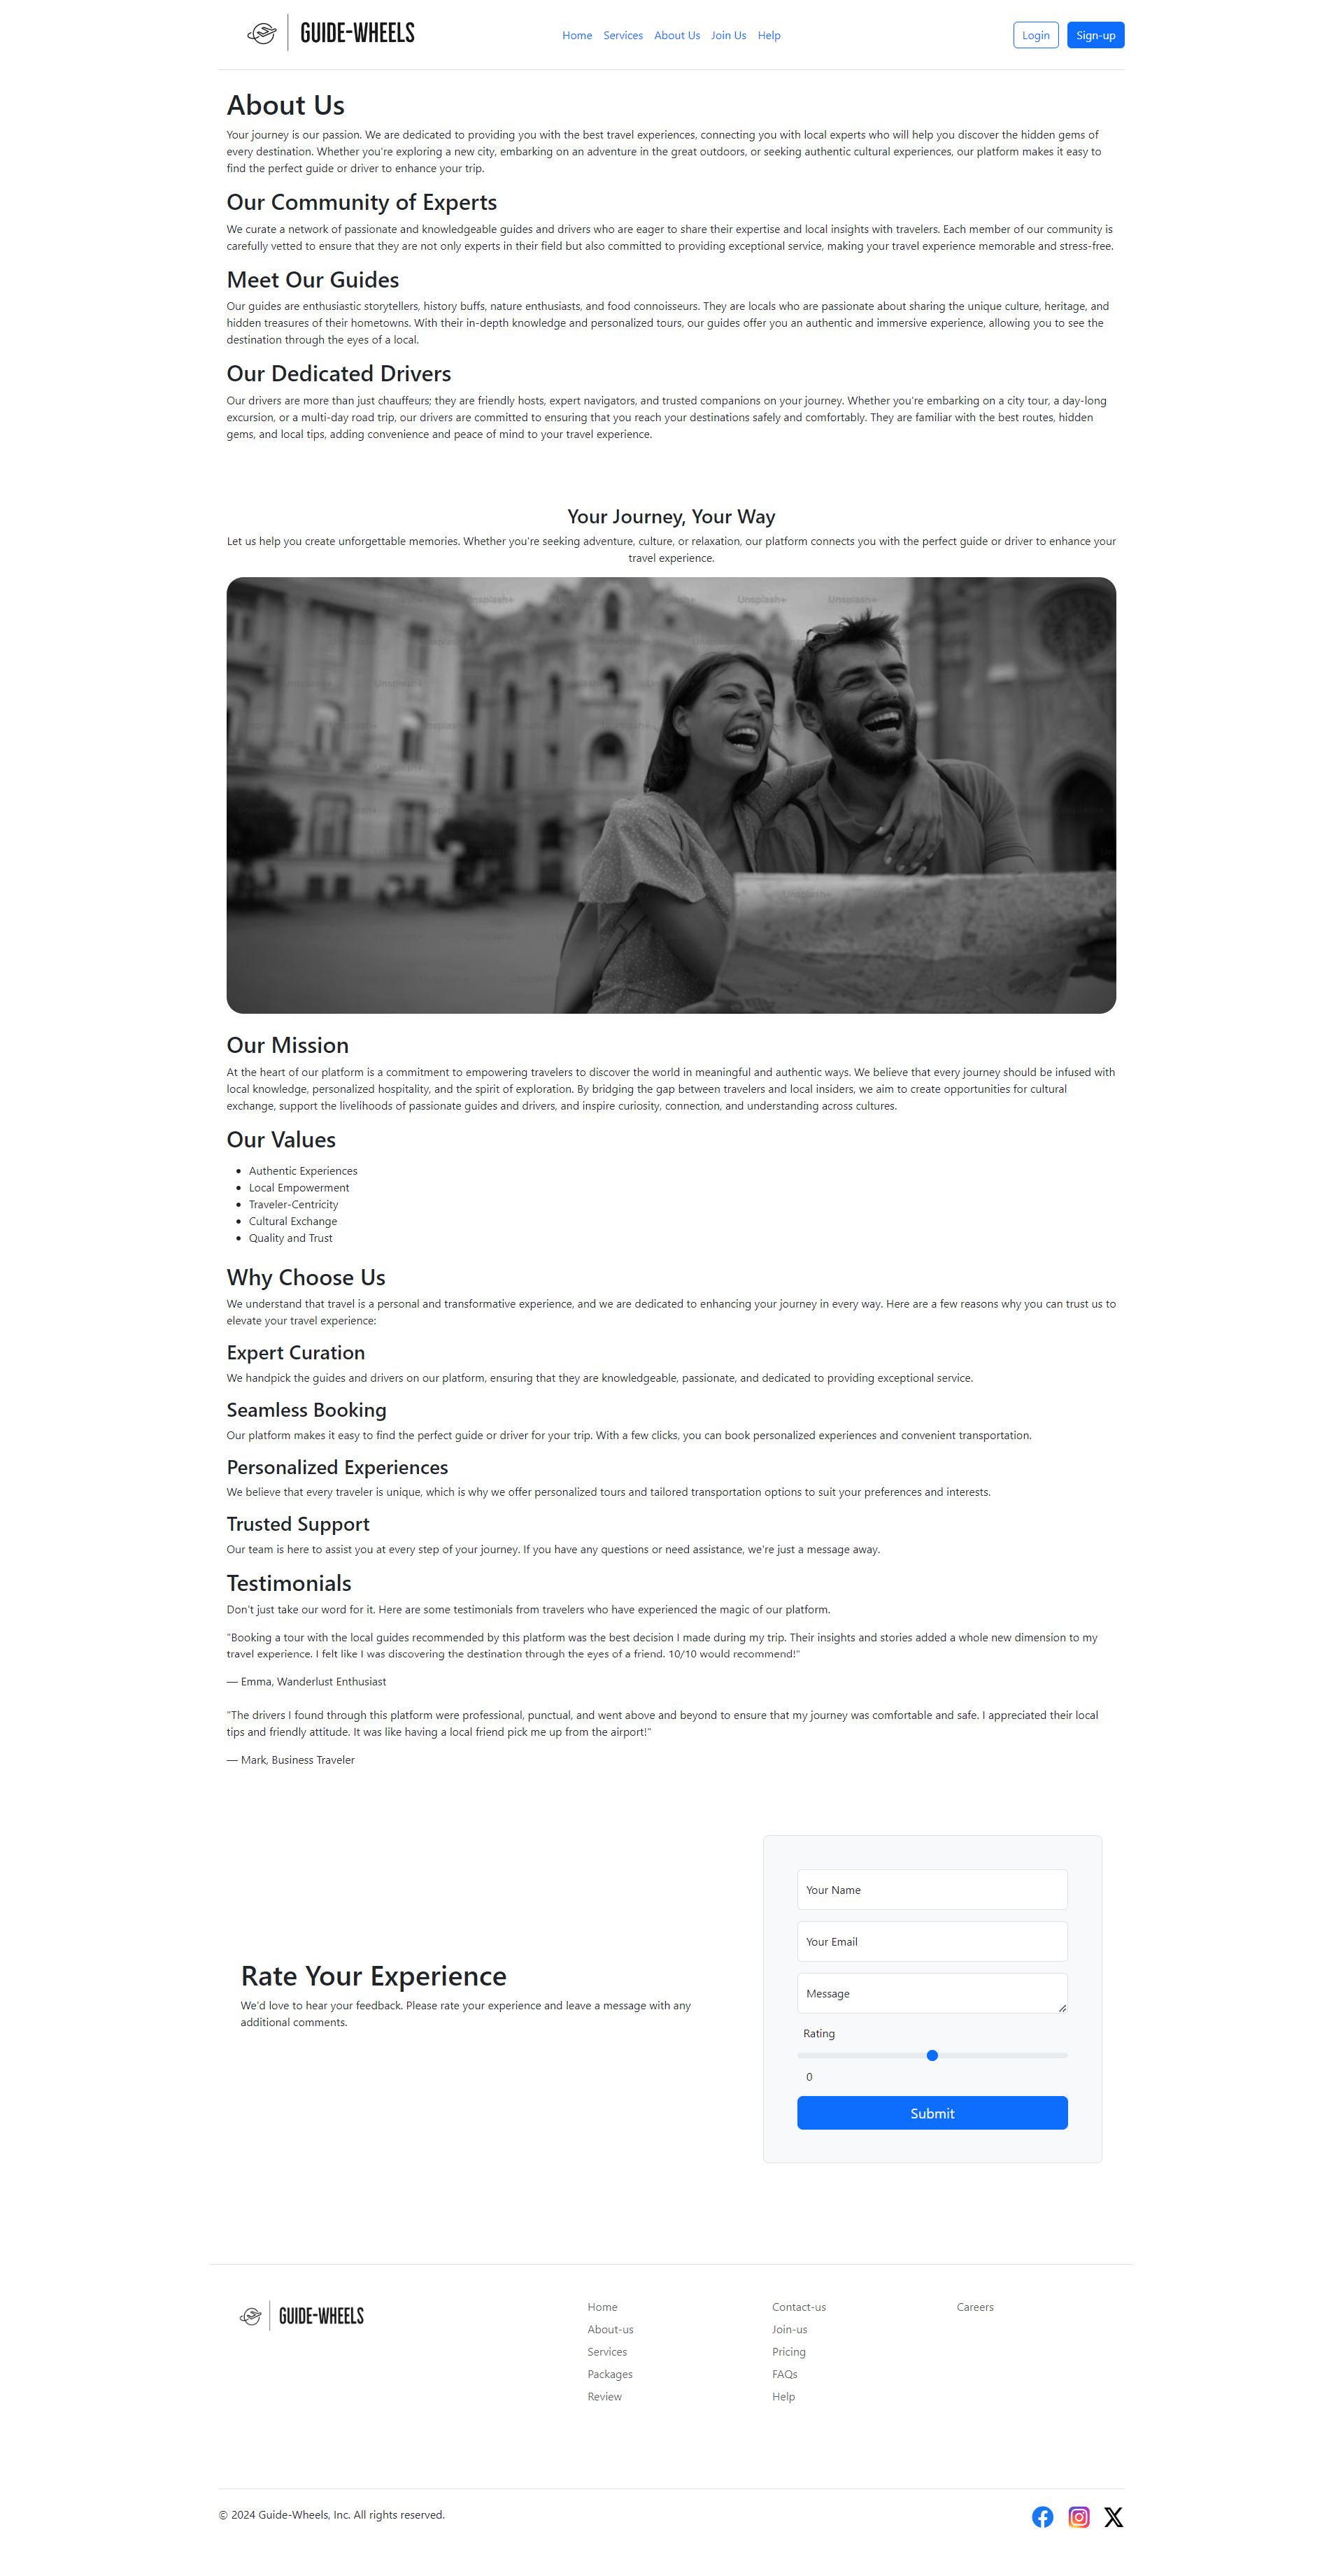 GUIDE-WHEELS
Home Services About Us Join Us Help
Login Sign-up
About Us
Your journey is our passion. We are dedicated to providing you with the best travel experiences, connecting you with local experts who will help you discover the hidden gems of
every destination. Whether you're exploring a new city, embarking on an adventure in the great outdoors, or seeking authentic cultural experiences, our platform makes it easy to
find the perfect guide or driver to enhance your trip.
Our Community of Experts
We curate a network of passionate and knowledgeable guides and drivers who are eager to share their expertise and local insights with travelers. Each member of our community is
carefully vetted to ensure that they are not only experts in their field but also committed to providing exceptional service, making your travel experience memorable and stress-free.
Meet Our Guides
Our guides are enthusiastic storytellers, history buffs, nature enthusiasts, and food connoisseurs. They are locals who are passionate about sharing the unique culture, heritage, and
hidden treasures of their hometowns. With their in-depth knowledge and personalized tours, our guides offer you an authentic and immersive experience, allowing you to see the
destination through the eyes of a local.
Our Dedicated Drivers
Our drivers are more than just chauffeurs; they are friendly hosts, expert navigators, and trusted companions on your journey. Whether you're embarking on a city tour, a day-long
excursion, or a multi-day road trip, our drivers are committed to ensuring that you reach your destinations safely and comfortably. They are familiar with the best routes, hidden
gems, and local tips, adding convenience and peace of mind to your travel experience.
Your Journey, Your Way
Let us help you create unforgettable memories. Whether you're seeking adventure, culture, or relaxation, our platform connects you with the perfect guide or driver to enhance your
travel experience.
Unsplash+ Unsplash+ Unsplash+
Unsplash+
Our Mission
At the heart of our platform is a commitment to empowering travelers to discover the world in meaningful and authentic ways. We believe that every journey should be infused with
local knowledge, personalized hospitality, and the spirit of exploration. By bridging the gap between travelers and local insiders, we aim to create opportunities for cultural
exchange, support the livelihoods of passionate guides and drivers, and inspire curiosity, connection, and understanding across cultures.
Our Values
• Authentic Experiences
• Local Empowerment
• Traveler-Centricity
• Cultural Exchange
• Quality and Trust
Why Choose Us
We understand that travel is a personal and transformative experience, and we are dedicated to enhancing your journey in every way. Here are a few reasons why you can trust us to
elevate your travel experience:
Expert Curation
We handpick the guides and drivers on our platform, ensuring that they are knowledgeable, passionate, and dedicated to providing exceptional service.
Seamless Booking
Our platform makes it easy to find the perfect guide or driver for your trip. With a few clicks, you can book personalized experiences and convenient transportation.
Personalized Experiences
We believe that every traveler is unique, which is why we offer personalized tours and tailored transportation options to suit your preferences and interests.
Trusted Support
Our team is here to assist you at every step of your journey. If you have any questions or need assistance, we're just a message away.
Testimonials
Don't just take our word for it. Here are some testimonials from travelers who have experienced the magic of our platform.
"Booking a tour with the local guides recommended by this platform was the best decision I made during my trip. Their insights and stories added a whole new dimension to my
travel experience. I felt like I was discovering the destination through the eyes of a friend. 10/10 would recommend!"
— Emma, Wanderlust Enthusiast
"The drivers I found through this platform were professional, punctual, and went above and beyond to ensure that my journey was comfortable and safe. I appreciated their local
tips and friendly attitude. It was like having a local friend pick me up from the airport!"
— Mark, Business Traveler
Rate Your Experience
We'd love to hear your feedback. Please rate your experience and leave a message with any
additional comments.
Your Name
Your Email
Message
Rating
0
Submit
GUIDE-WHEELS
Home
About-us
Services
Packages
Review
Contact-us
Join-us
Pricing
FAQs
Help
Careers
© 2024 Guide-Wheels, Inc. All rights reserved.